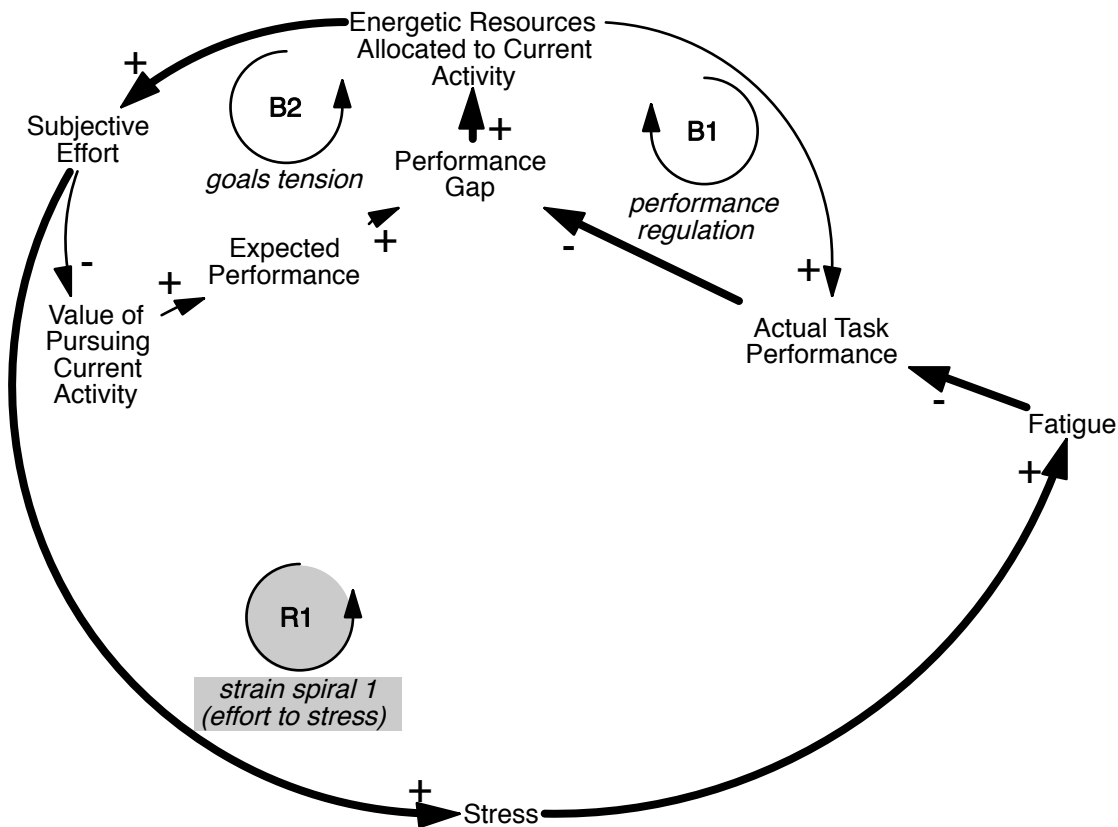 Energetic Resources
Allocated to Current
Activity
+
B2
goals tension
B1
performance
regulation
+
Performance
Gap
Subjective
Effort
-
+
Expected
Performance
+
-
+
Value of
Pursuing
Current
Activity
Actual Task
Performance
-
Fatigue
+
R1
strain spiral 1
(effort to stress)
+
Stress